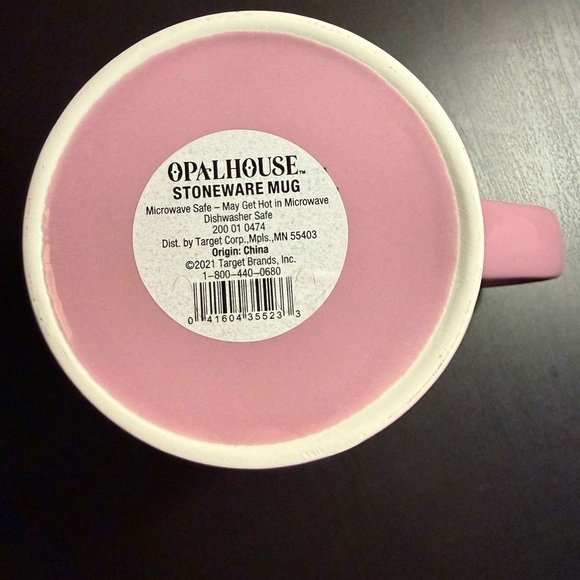 OPALHOUSE™
STONEWARE MUG
Microwave Safe – May Get Hot in Microwave
Dishwasher Safe
200 01 0474
Dist. by Target Corp.,Mpls.,MN 55403
Origin: China
©2021 Target Brands, Inc.
1-800-440-0680
0 41604 35523 3